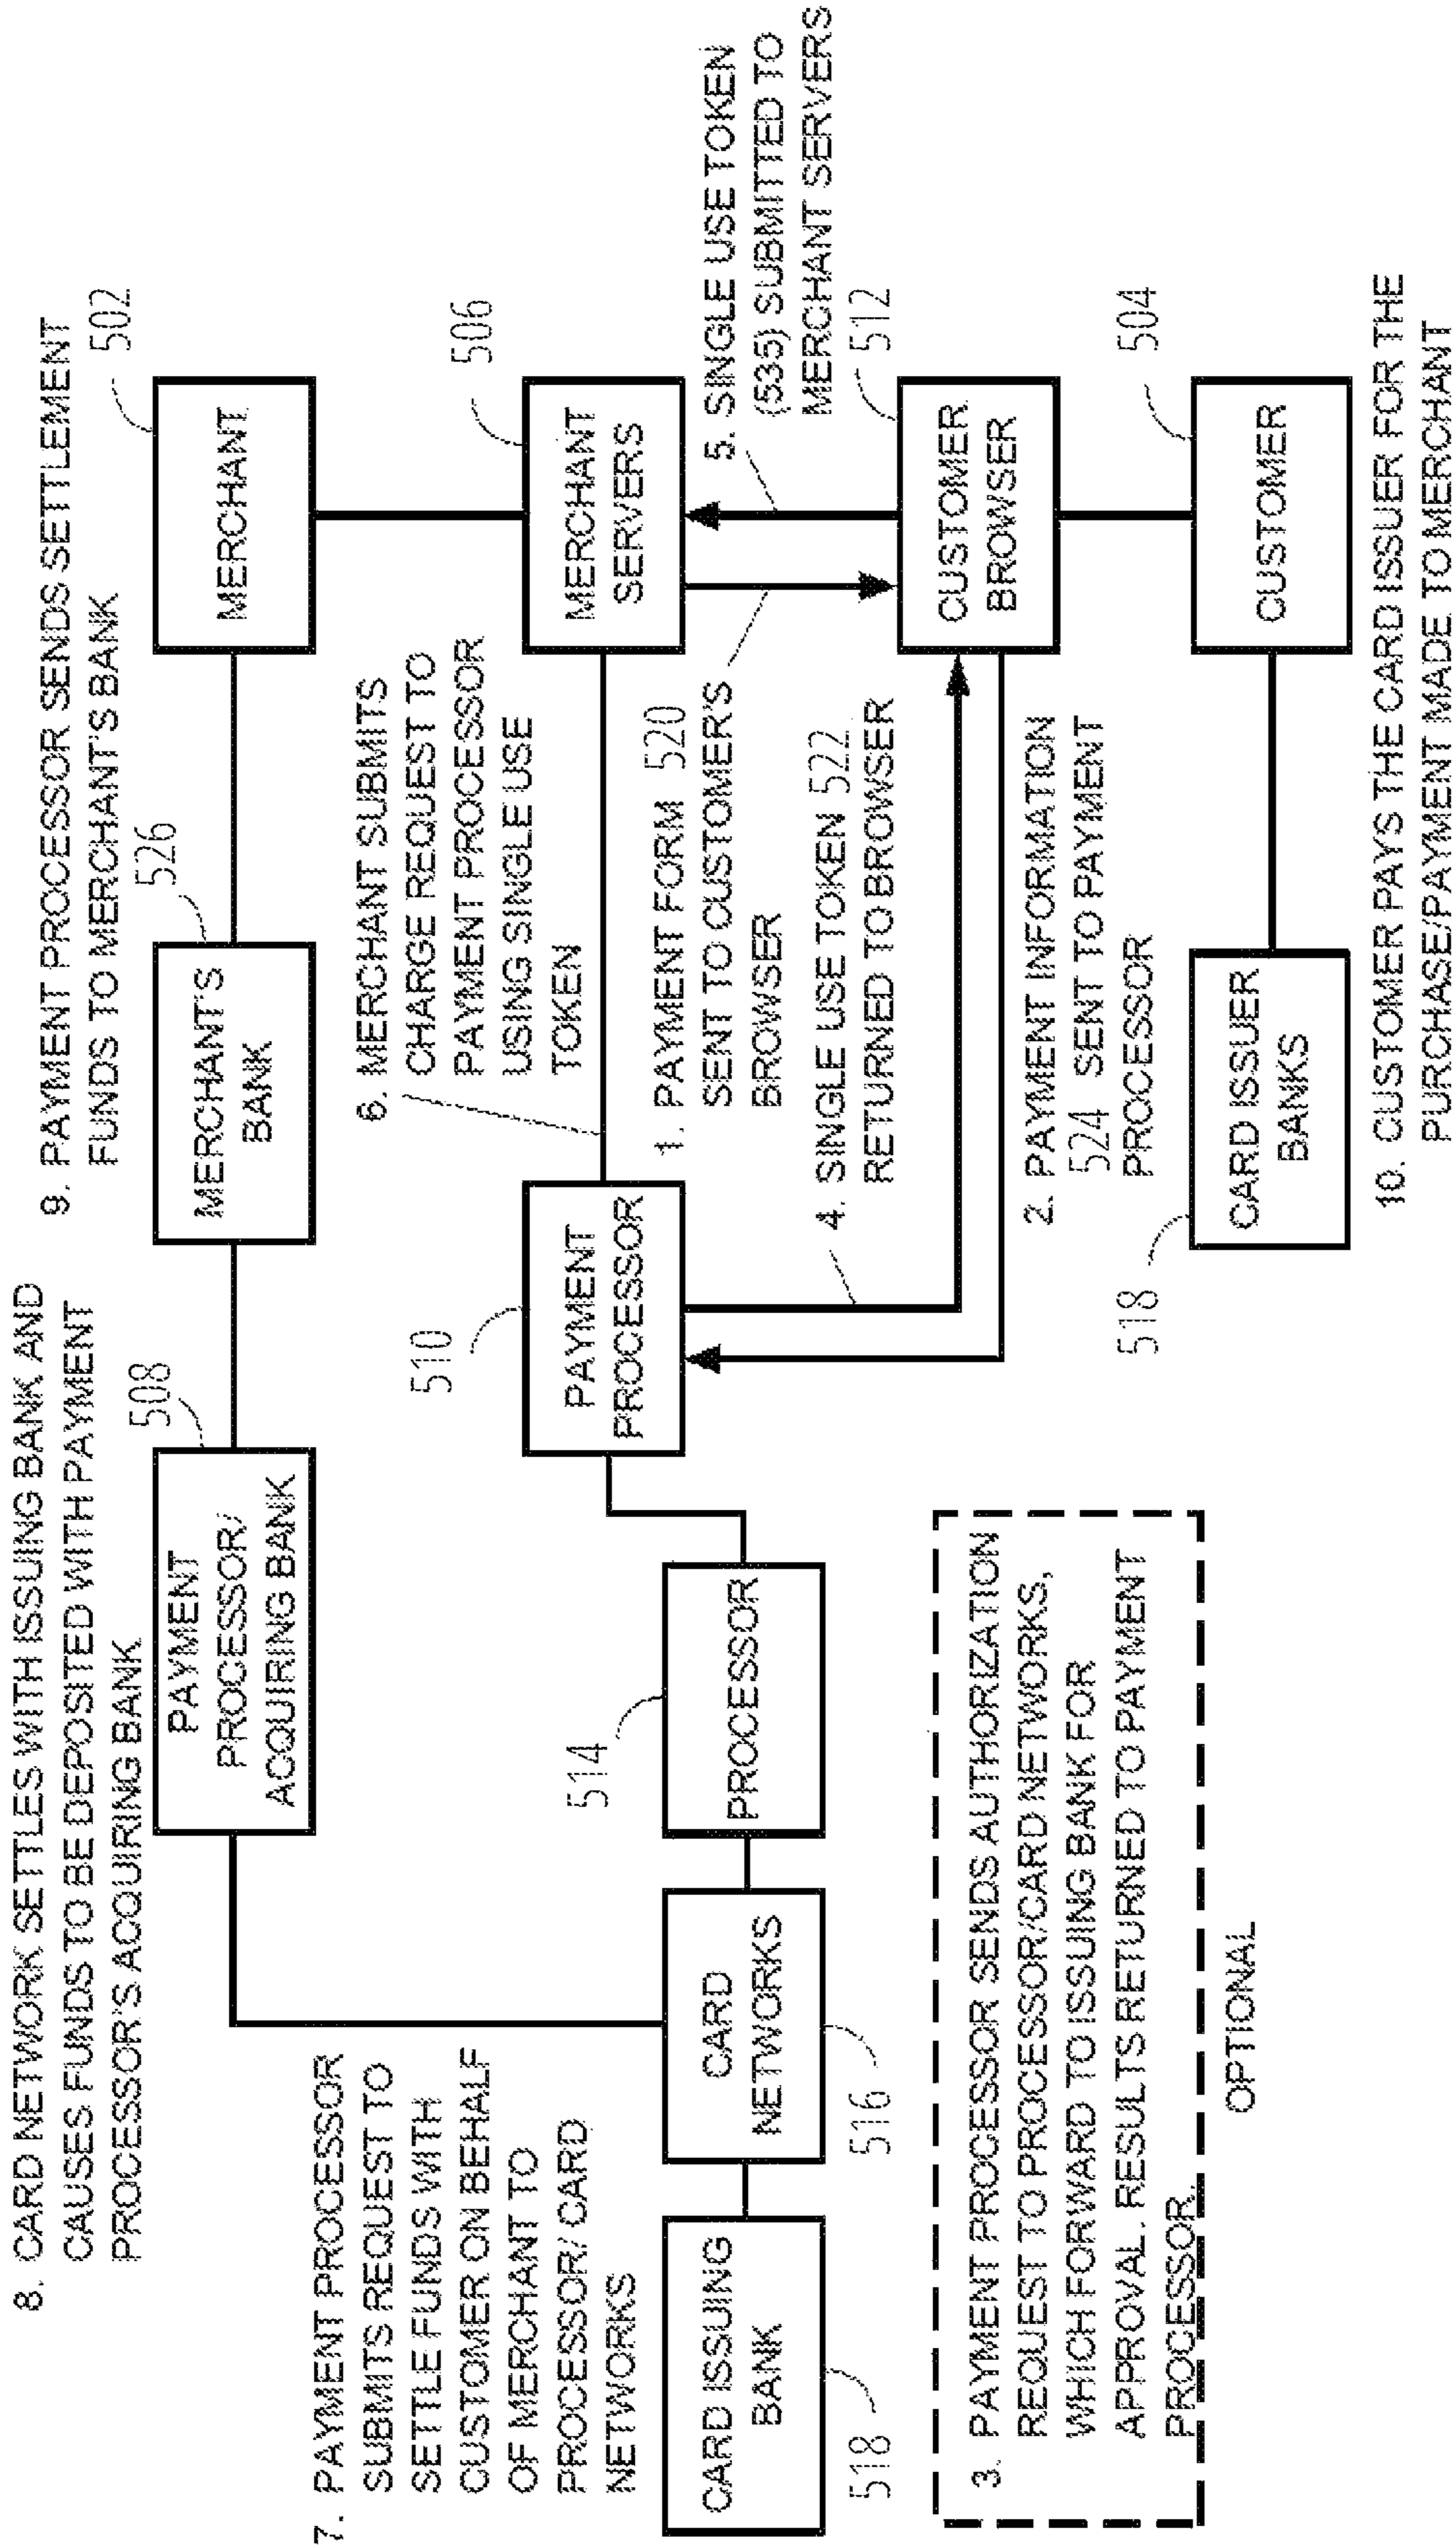 8. CARD NETWORK SETTLES WITH ISSUING BANK AND
CAUSES FUNDS TO BE DEPOSITED WITH PAYMENT
PROCESSOR'S ACQUIRING BANK
9. PAYMENT PROCESSOR SENDS SETTLEMENT
FUNDS TO MERCHANT'S BANK
508
526
502
PAYMENT
PROCESSOR/
ACQUIRING BANK
MERCHANT'S
BANK
MERCHANT
7. PAYMENT PROCESSOR
SUBMITS REQUEST TO
SETTLE FUNDS WITH
CUSTOMER ON BEHALF
OF MERCHANT TO
PROCESSOR/ CARD
NETWORKS
6. MERCHANT SUBMITS
CHARGE REQUEST TO
PAYMENT PROCESSOR
USING SINGLE USE
TOKEN
510
506
PAYMENT
PROCESSOR
MERCHANT
SERVERS
514
CARD ISSUING
BANK
CARD
NETWORKS
PROCESSOR
518
516
1. PAYMENT FORM 520
SENT TO CUSTOMER'S
BROWSER
5. SINGLE USE TOKEN
(535) SUBMITTED TO
MERCHANT SERVERS
4. SINGLE USE TOKEN 522
RETURNED TO BROWSER
512
CUSTOMER
BROWSER
3. PAYMENT PROCESSOR SENDS AUTHORIZATION
REQUEST TO PROCESSOR/CARD NETWORKS,
WHICH FORWARD TO ISSUING BANK FOR
APPROVAL. RESULTS RETURNED TO PAYMENT
PROCESSOR.
OPTIONAL
2. PAYMENT INFORMATION
524 SENT TO PAYMENT
PROCESSOR
518
504
CARD ISSUER
BANKS
CUSTOMER
10. CUSTOMER PAYS THE CARD ISSUER FOR THE
PURCHASE/PAYMENT MADE TO MERCHANT